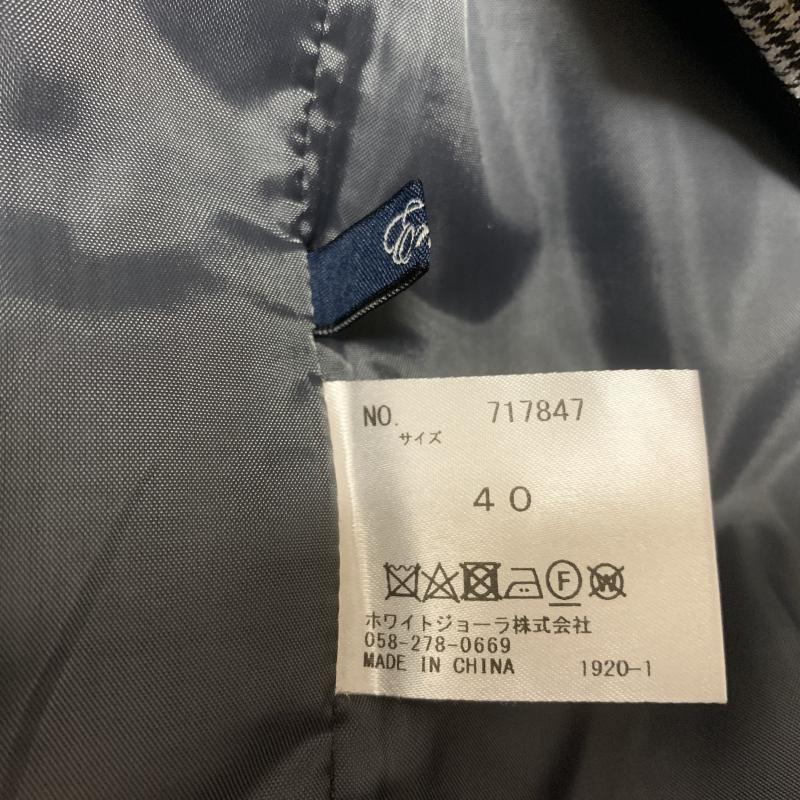 NO. 717847
サイズ
40
F W
ホワイトジョーラ株式会社
058-278-0669
MADE IN CHINA 1920-1